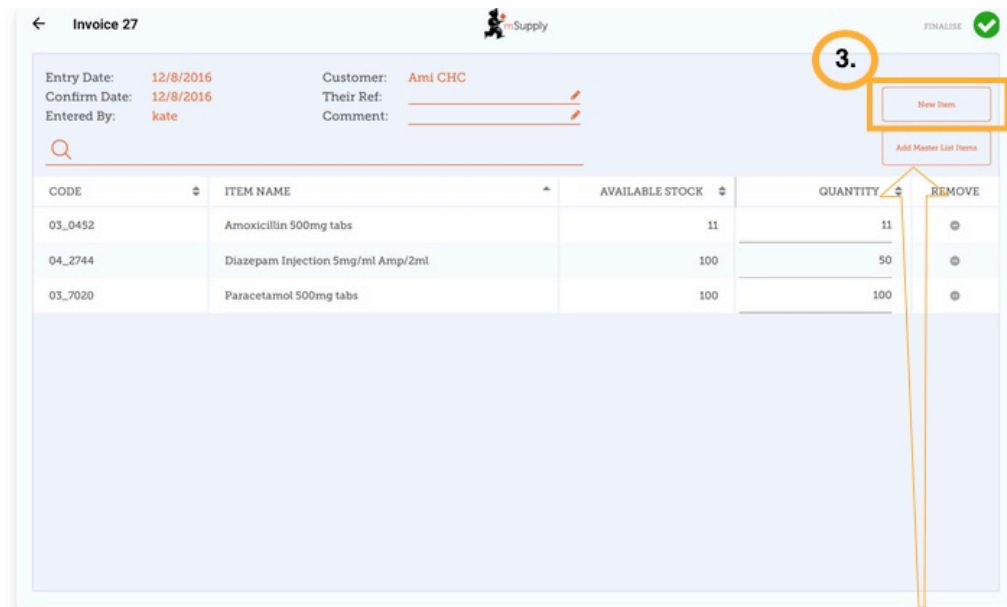 Invoice 27
mSupply
FINALISE
3.
Entry Date: 12/8/2016 Customer: Ami CHC
Confirm Date: 12/8/2016 Their Ref:
Entered By: kate Comment:
New Item
Add Master List Items
CODE ITEM NAME AVAILABLE STOCK QUANTITY REMOVE
03_0452 Amoxicillin 500mg tabs 11 11
04_2744 Diazepam Injection 5mg/ml Amp/2ml 100 50
03_7020 Paracetamol 500mg tabs 100 100